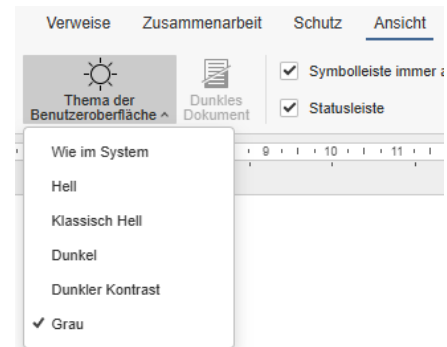 Verweise Zusammenarbeit Schutz Ansicht
Thema der Benutzeroberfläche
Dunkles Dokument
Symbolleiste immer
Statusleiste
9 10 11
Wie im System
Hell
Klassisch Hell
Dunkel
Dunkler Kontrast
Grau